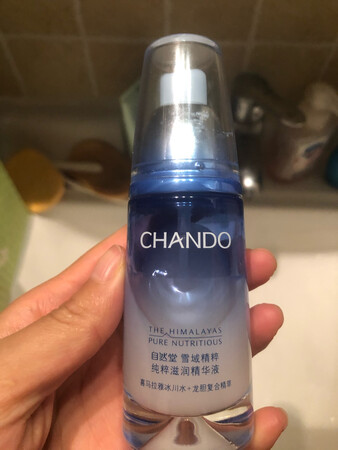 CHANDO
THE HIMALAYAS
PURE NUTRITIOUS
自然堂 雪域精粹
纯粹滋润精华液
喜马拉雅冰川水+龙胆复合精萃